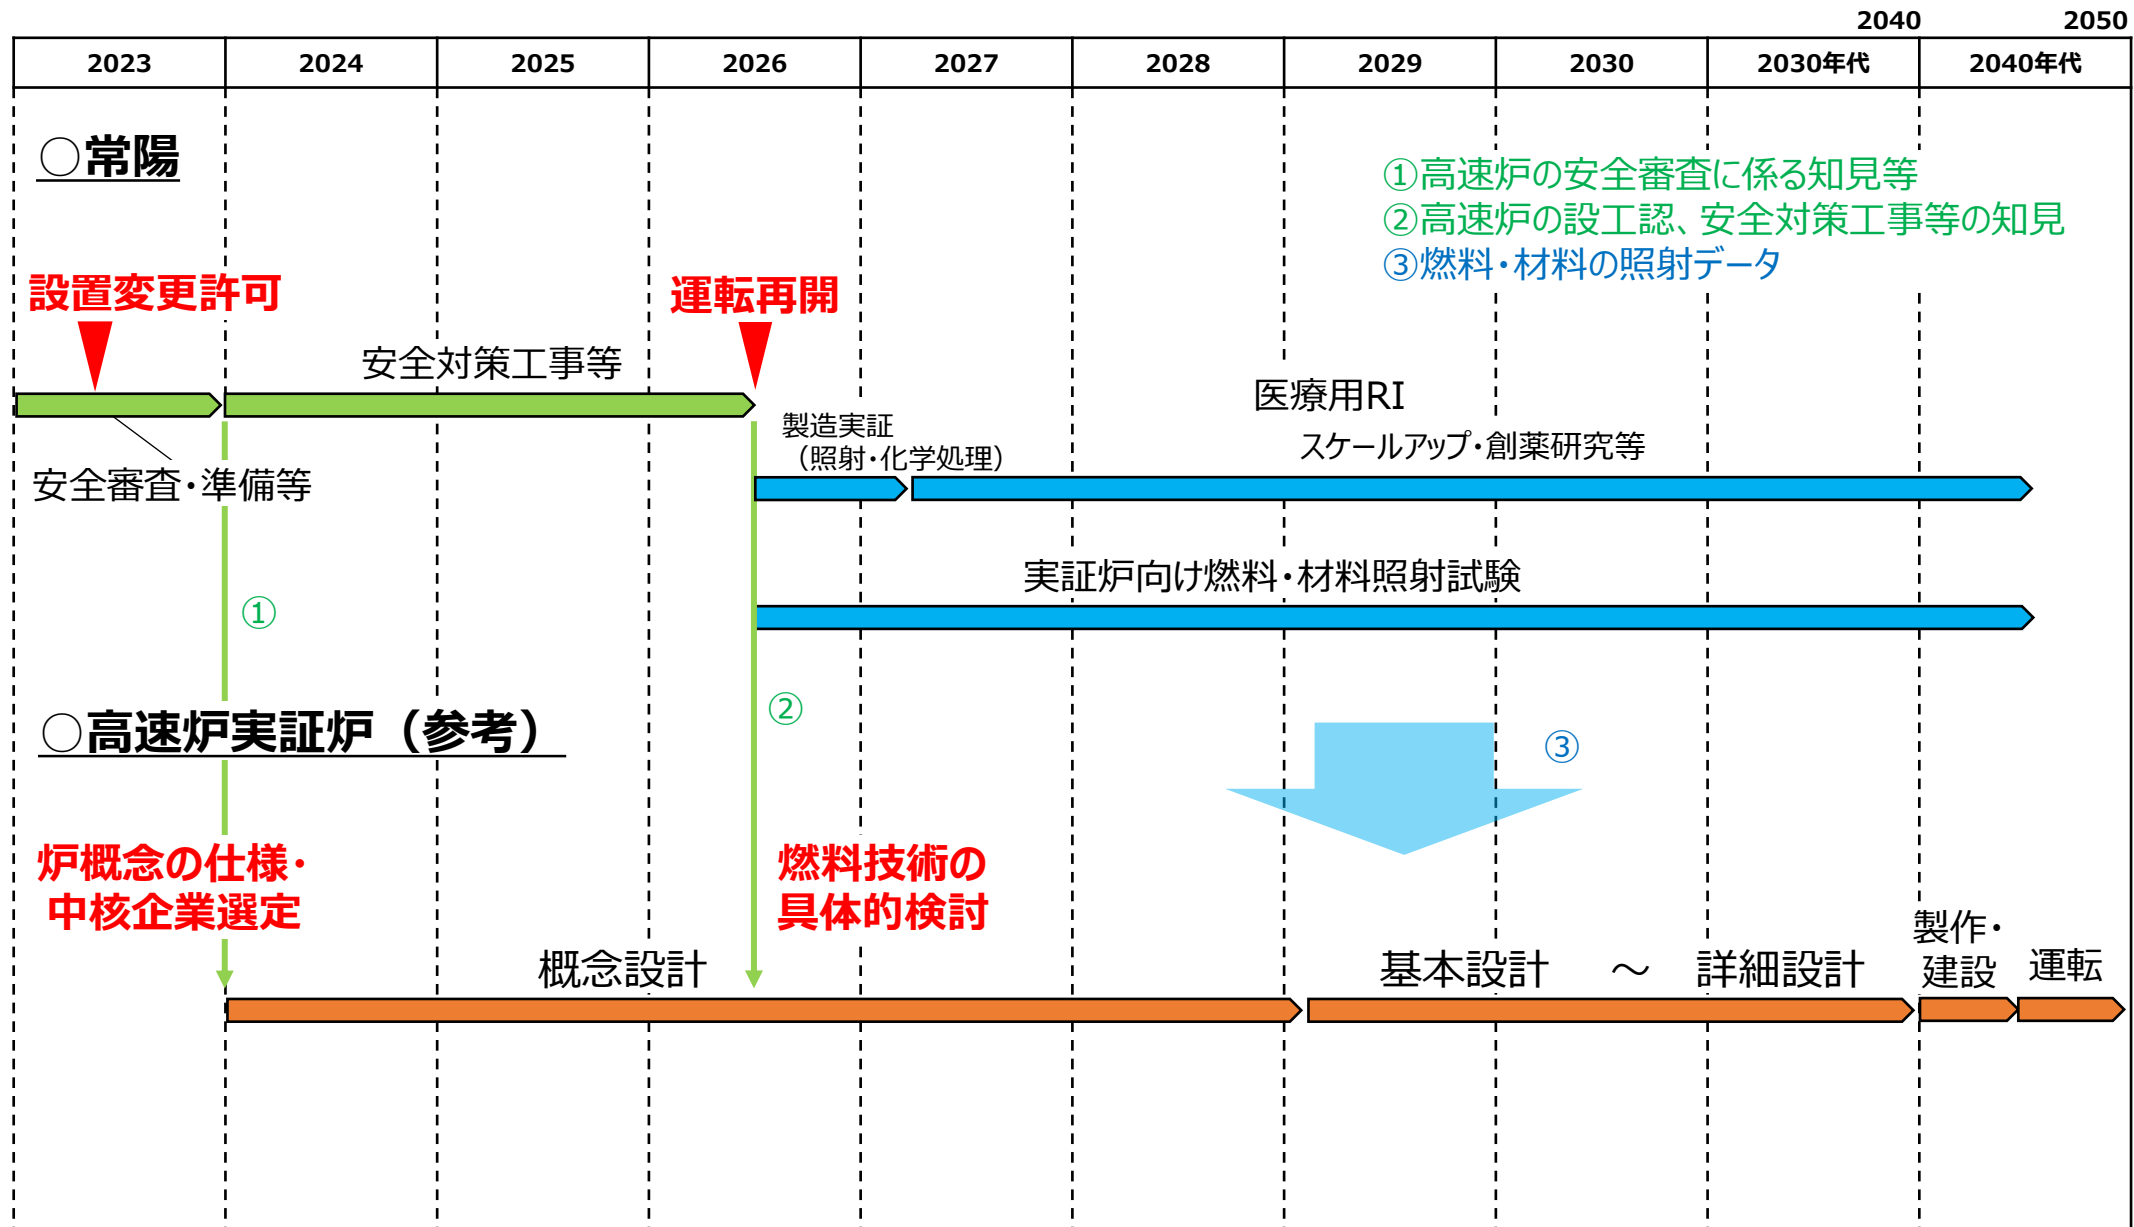 2040 2050
2023 2024 2025 2026 2027 2028 2029 2030 2030年代 2040年代
○常陽
①高速炉の安全審査に係る知見等
②高速炉の設工認、安全対策工事等の知見
③燃料・材料の照射データ
設置変更許可
運転再開
安全対策工事等
医療用RI
製造実証
（照射・化学処理）
スケールアップ・創薬研究等
安全審査・準備等
実証炉向け燃料・材料照射試験
①
②
○高速炉実証炉（参考）
③
炉概念の仕様・
中核企業選定
燃料技術の
具体的検討
概念設計
基本設計 ～ 詳細設計
製作・
建設
運転